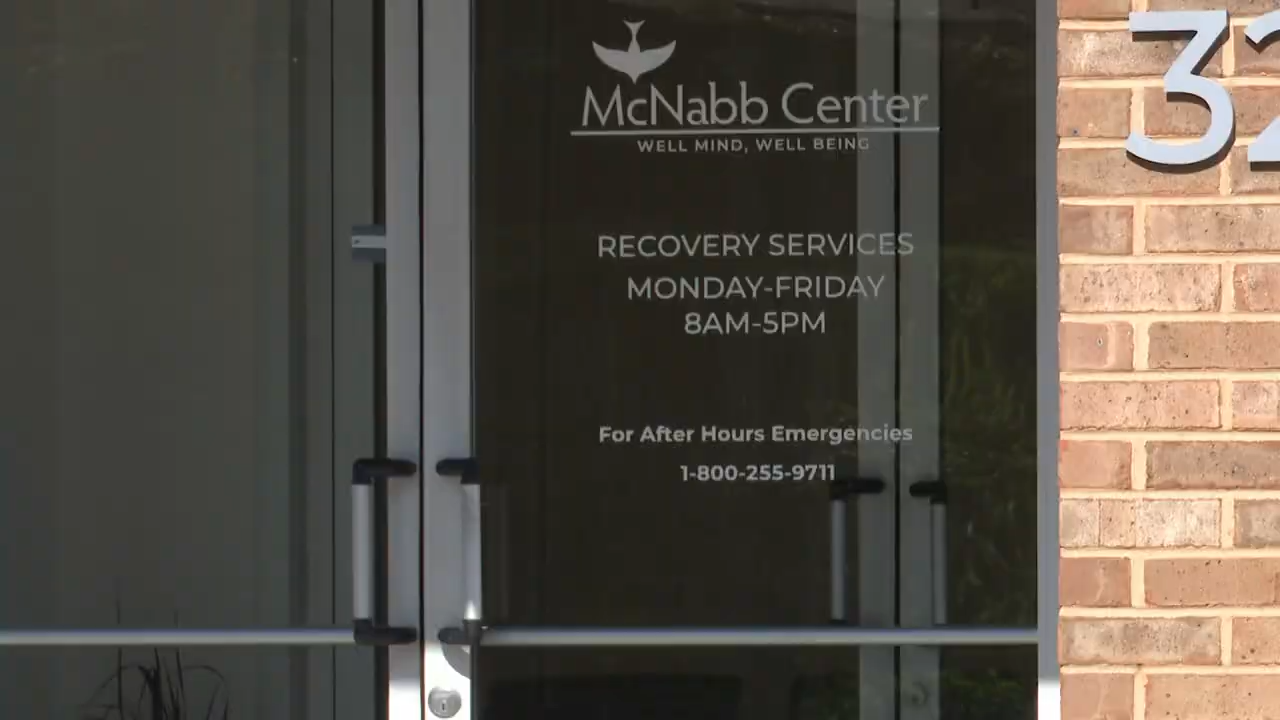 McNabb Center
WELL MIND, WELL BEING
RECOVERY SERVICES
MONDAY-FRIDAY
8AM-5PM
For After Hours Emergencies
1-800-255-9711
32